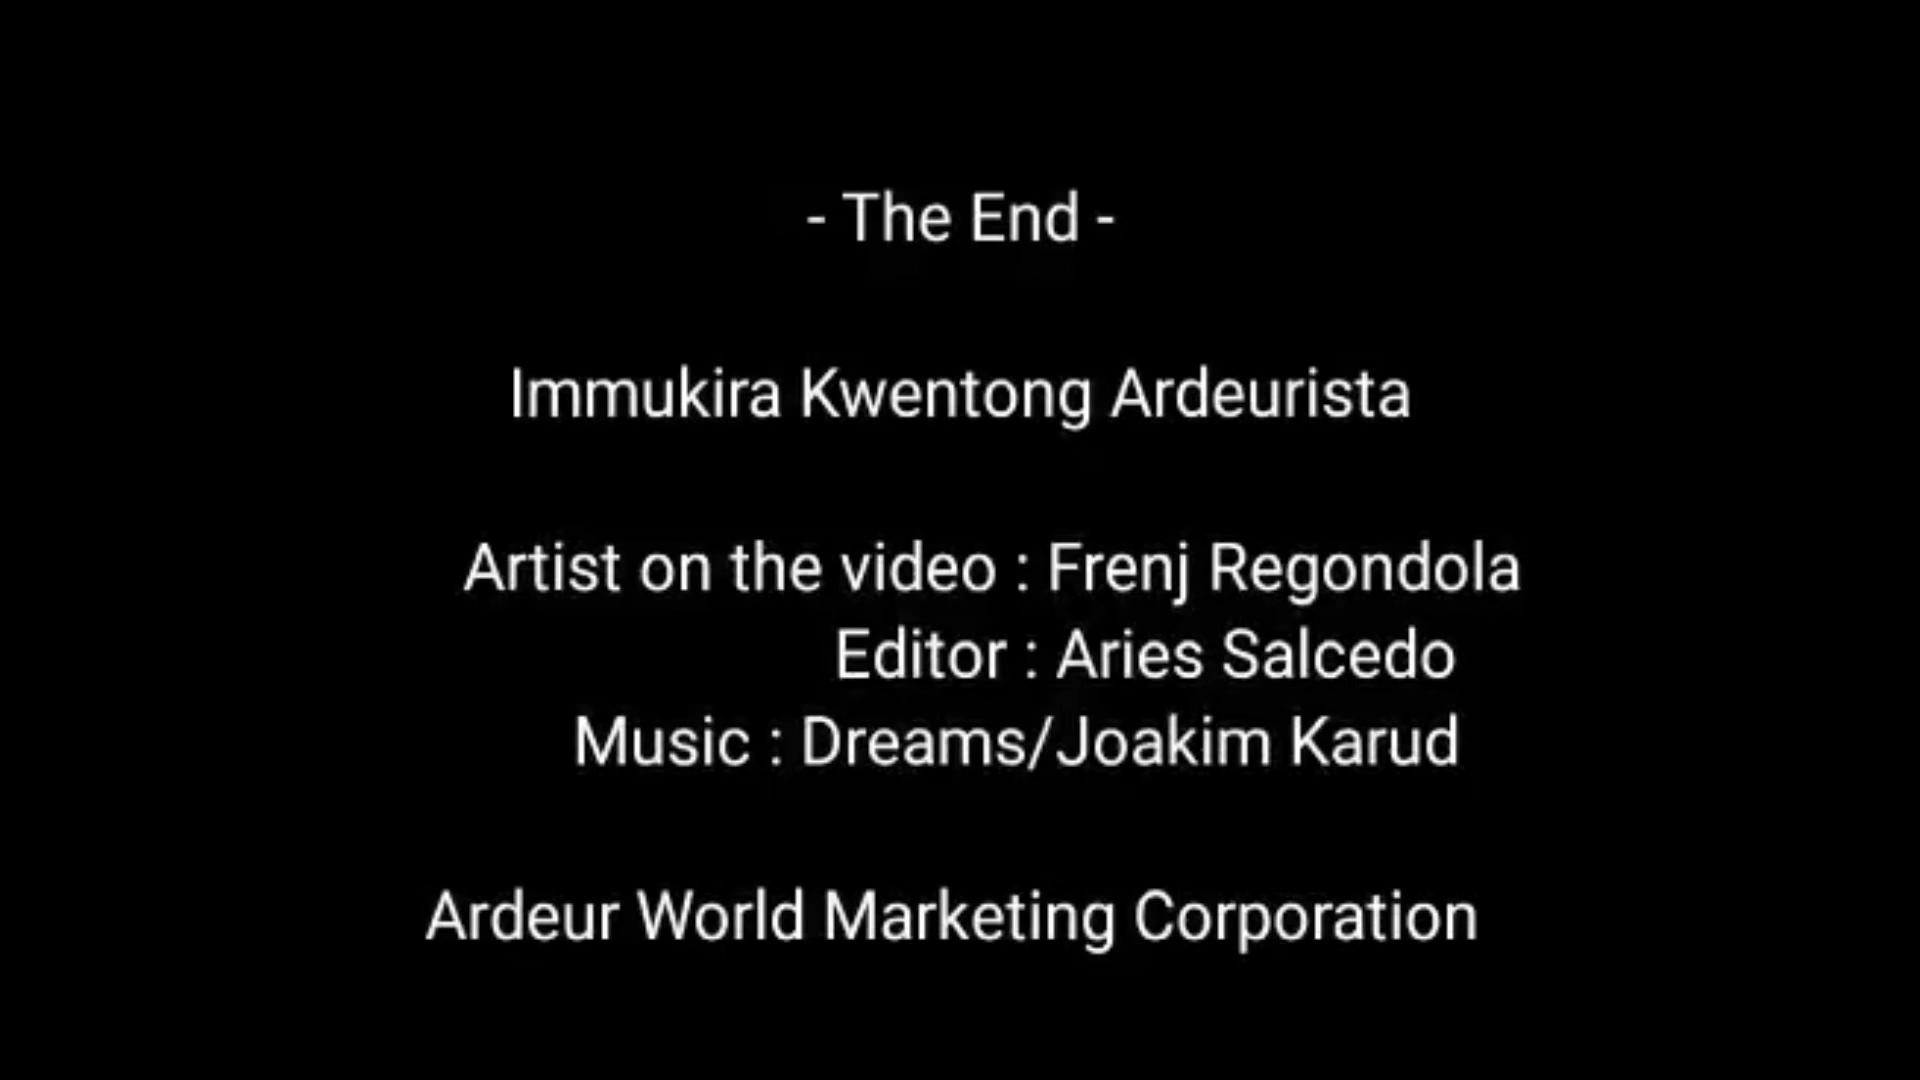 - The End -
Immukira Kwentong Ardeurista
Artist on the video : Frenj Regondola
Editor : Aries Salcedo
Music : Dreams/Joakim Karud
Ardeur World Marketing Corporation